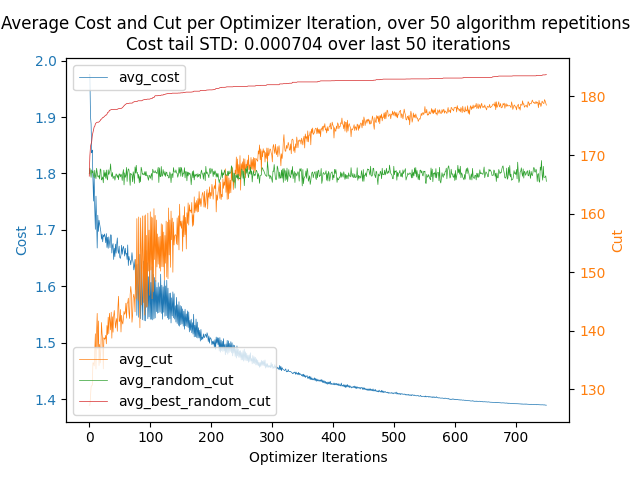 Average Cost and Cut per Optimizer Iteration, over 50 algorithm repetitions
Cost tail STD: 0.000704 over last 50 iterations
avg_cost
2.0
1.9
1.8
1.7
1.6
1.5
1.4
Cost
180
170
160
150
140
130
Cut
avg_cut
avg_random_cut
avg_best_random_cut
0 100 200 300 400 500 600 700
Optimizer Iterations